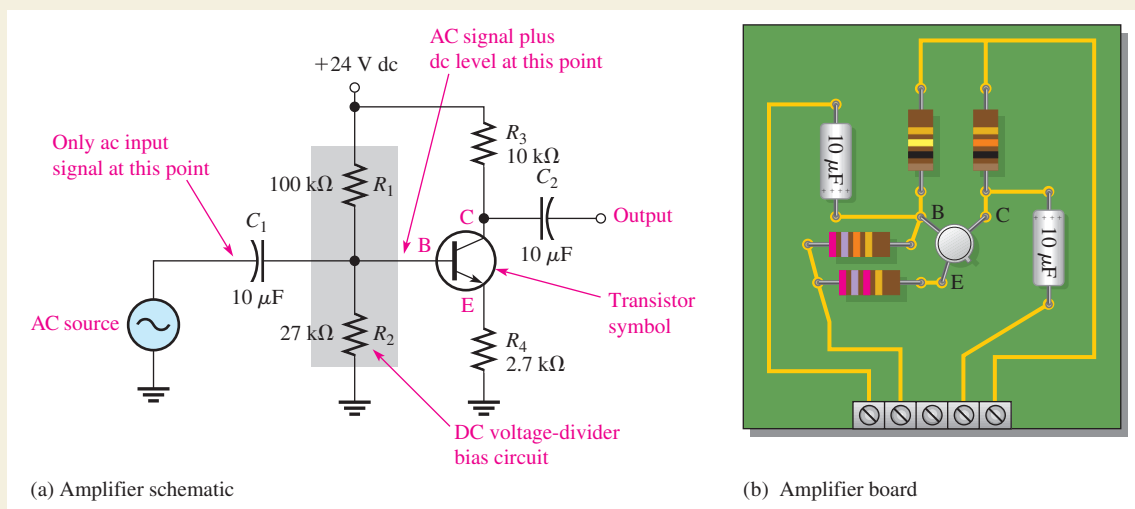 AC signal plus
dc level at this point
+24 V dc
Only ac input
signal at this point
R3
10 kΩ
C2
100 kΩ R1
C
Output
C1
B
10 μF
10 μF
E
Transistor
symbol
AC source
27 kΩ R2
R4
2.7 kΩ
DC voltage-divider
bias circuit
(a) Amplifier schematic
10 μF
++++
B
C
10 μF
++++
E
(b) Amplifier board